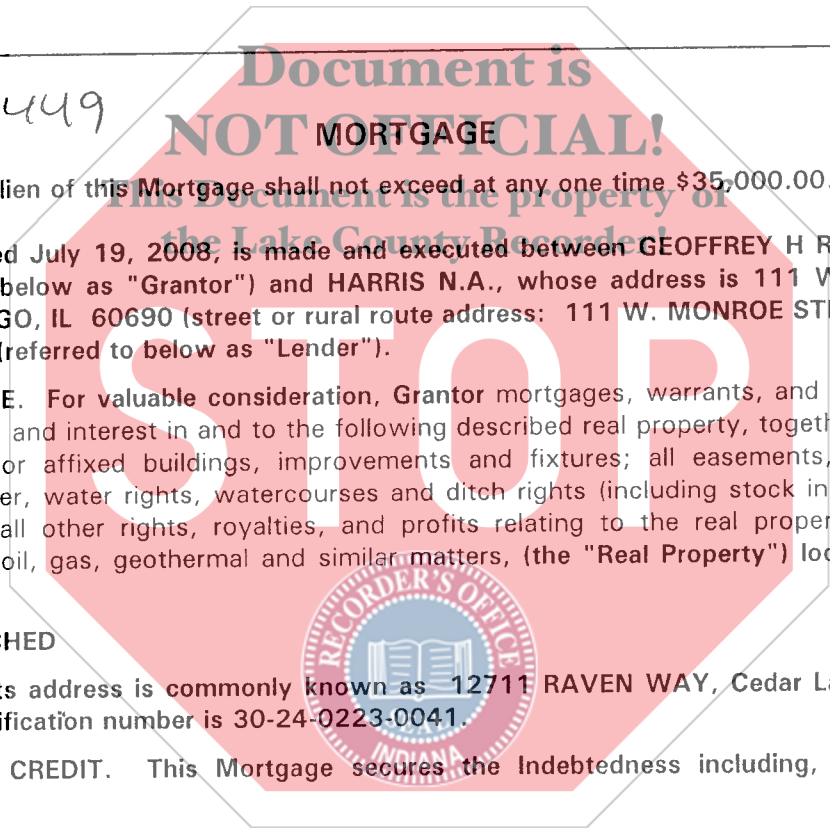 Document is
449
NOT OFFICIAL!
MORTGAGE
lien of this Mortgage shall not exceed at any one time $35,000.00.
This Document is the property of
the Lake County Recorder!
ed July 19, 2008, is made and executed between GEOFFREY H R
below as "Grantor") and HARRIS N.A., whose address is 111 W
GO, IL 60690 (street or rural route address: 111 W. MONROE STR
(referred to below as "Lender").
STOP
E. For valuable consideration, Grantor mortgages, warrants, and
and interest in and to the following described real property, togeth
or affixed buildings, improvements and fixtures; all easements,
er, water rights, watercourses and ditch rights (including stock in
all other rights, royalties, and profits relating to the real proper
oil, gas, geothermal and similar matters, (the "Real Property") loc
RECORDER'S OFFICE
CHED
ts address is commonly known as 12711 RAVEN WAY, Cedar La
ification number is 30-24-0223-0041.
INDIANA
CREDIT. This Mortgage secures the Indebtedness including,